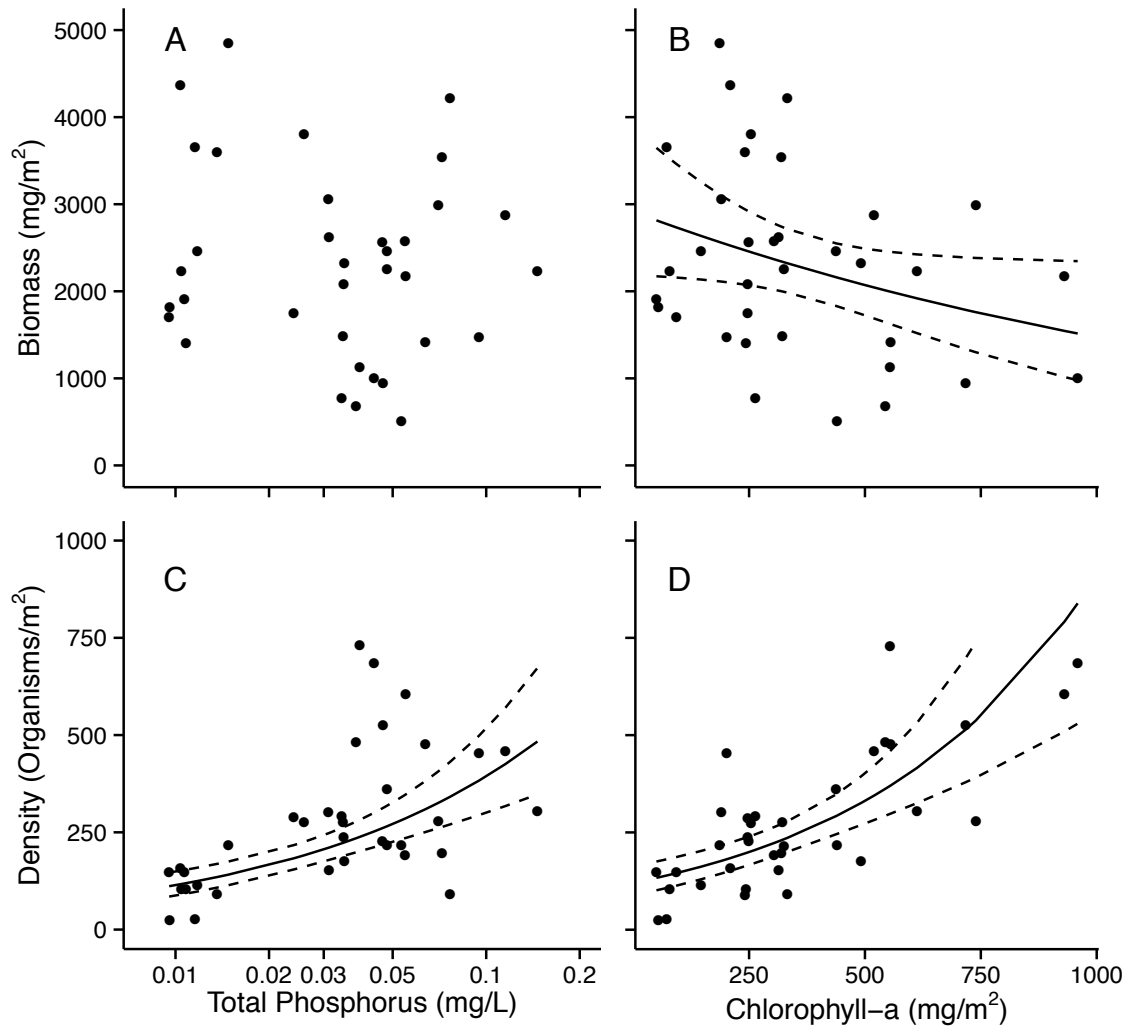 A
B
Biomass (mg/m²)
5000
4000
3000
2000
1000
0
C
D
Density (Organisms/m²)
1000
750
500
250
0
0.01 0.02 0.03 0.05 0.1 0.2
Total Phosphorus (mg/L)
250 500 750 1000
Chlorophyll−a (mg/m²)